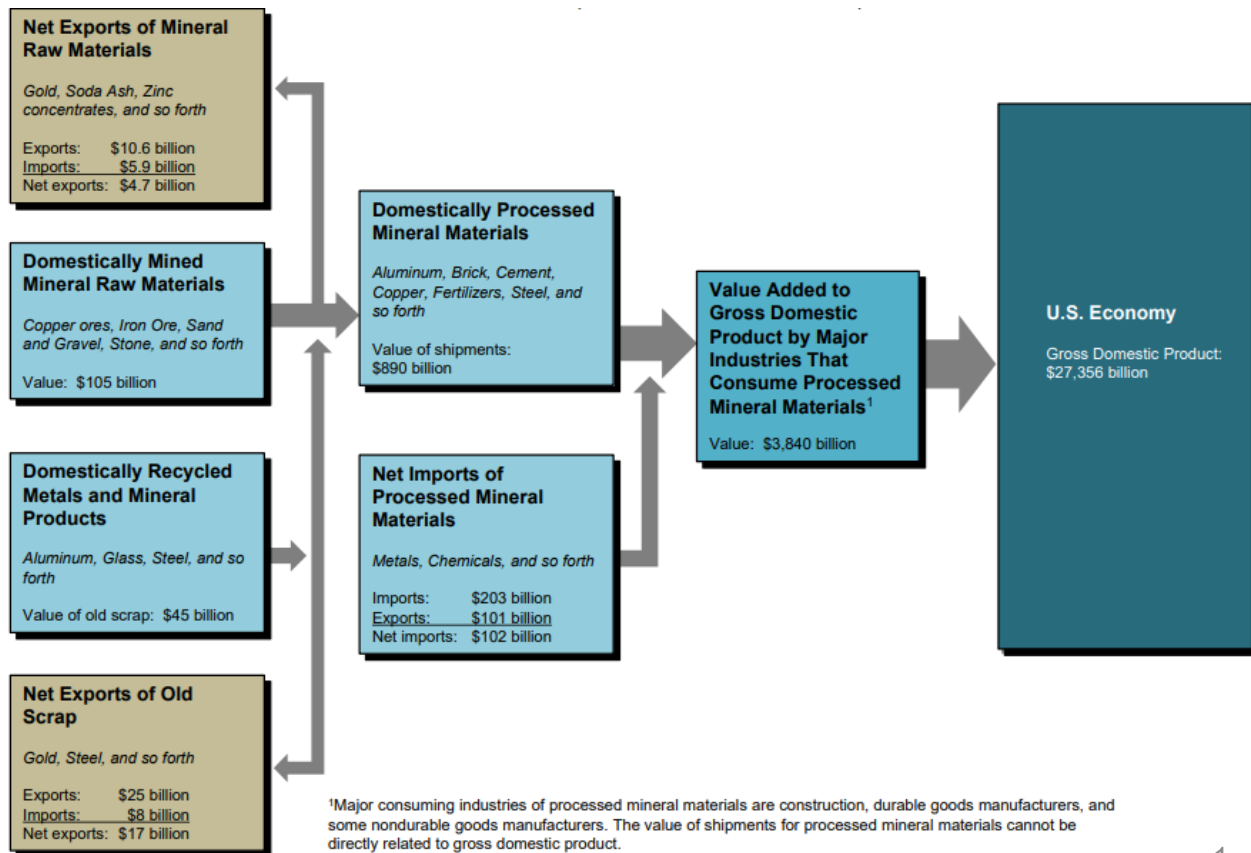 Net Exports of Mineral
Raw Materials
Gold, Soda Ash, Zinc
concentrates, and so forth
Exports: $10.6 billion
Imports: $5.9 billion
Net exports: $4.7 billion
Domestically Mined
Mineral Raw Materials
Copper ores, Iron Ore, Sand
and Gravel, Stone, and so forth
Value: $105 billion
Domestically Recycled
Metals and Mineral
Products
Aluminum, Glass, Steel, and so
forth
Value of old scrap: $45 billion
Net Exports of Old
Scrap
Gold, Steel, and so forth
Exports: $25 billion
Imports: $8 billion
Net exports: $17 billion
Domestically Processed
Mineral Materials
Aluminum, Brick, Cement,
Copper, Fertilizers, Steel, and
so forth
Value of shipments:
$890 billion
Net Imports of
Processed Mineral
Materials
Metals, Chemicals, and so forth
Imports: $203 billion
Exports: $101 billion
Net imports: $102 billion
Value Added to
Gross Domestic
Product by Major
Industries That
Consume Processed
Mineral Materials¹
Value: $3,840 billion
U.S. Economy
Gross Domestic Product:
$27,356 billion
¹Major consuming industries of processed mineral materials are construction, durable goods manufacturers, and
some nondurable goods manufacturers. The value of shipments for processed mineral materials cannot be
directly related to gross domestic product.